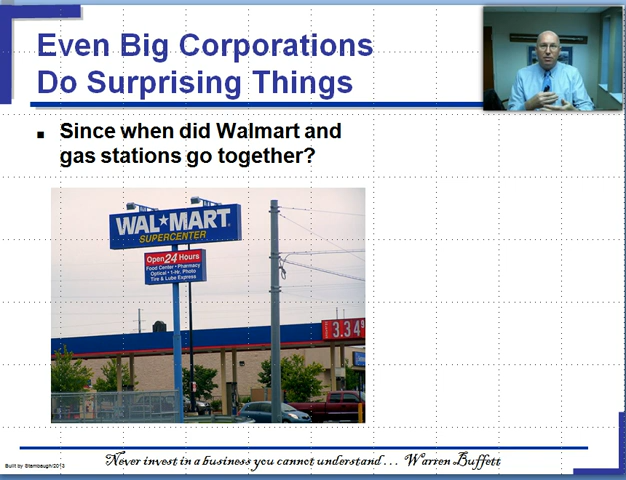 Even Big Corporations
Do Surprising Things
Since when did Walmart and
gas stations go together?
WAL★MART
SUPERCENTER
Open 24 Hours
Food Center • Pharmacy
Optical • 1-Hr. Photo
Tire & Lube Express
3.34⁹
Never invest in a business you cannot understand … Warren Buffett
Built by Stambaugh/2013